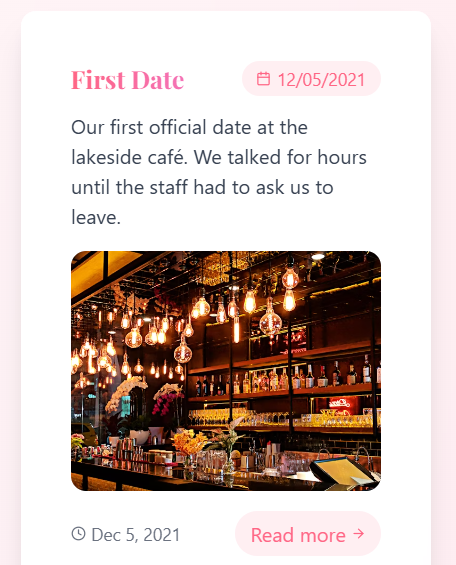 First Date
12/05/2021
Our first official date at the
lakeside café. We talked for hours
until the staff had to ask us to
leave.
Dec 5, 2021
Read more →